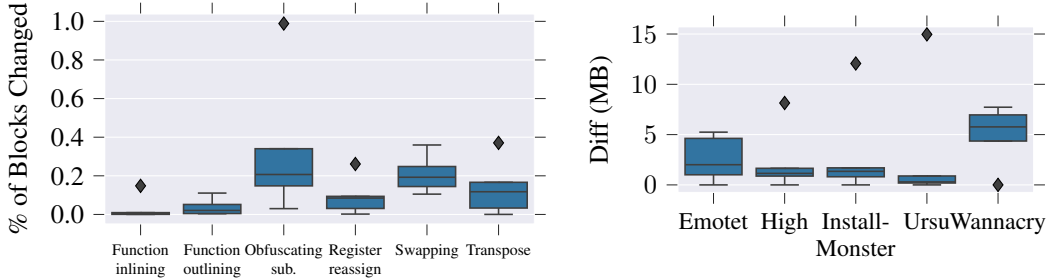 % of Blocks Changed
1.0
0.8
0.6
0.4
0.2
0.0
Function
inlining
Function
outlining
Obfuscating
sub.
Register
reassign
Swapping
Transpose
Diff (MB)
15
10
5
0
Emotet
High
Install-
Monster
Ursu
Wannacry